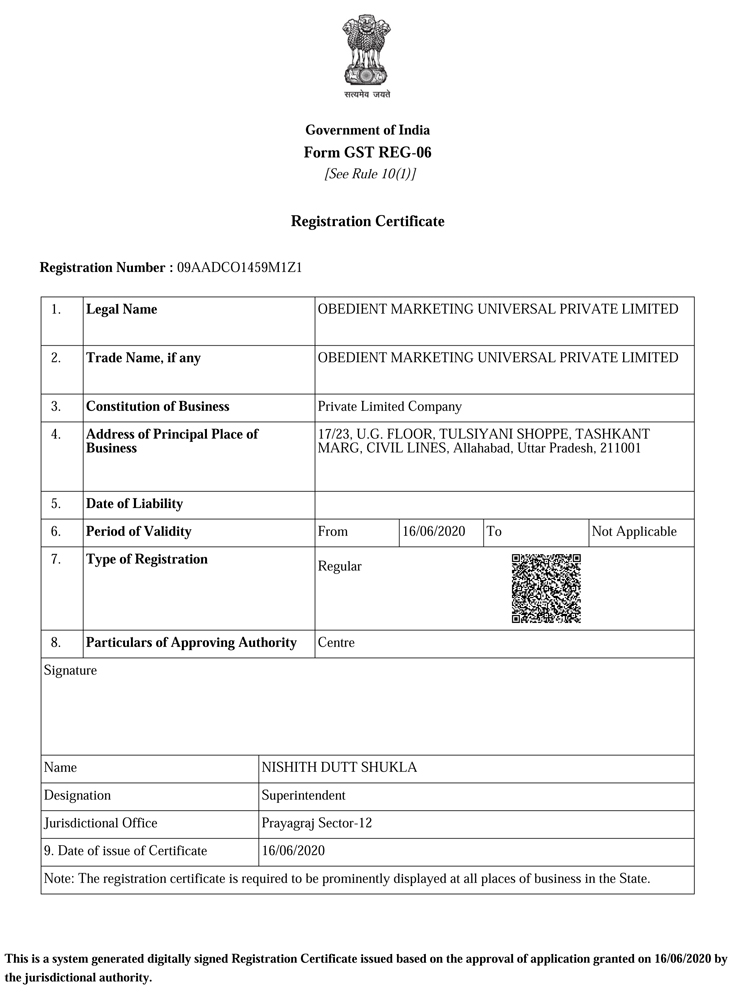 सत्यमेव जयते
Government of India
Form GST REG-06
[See Rule 10(1)]
Registration Certificate
Registration Number : 09AADCO1459M1Z1
1. Legal Name OBEDIENT MARKETING UNIVERSAL PRIVATE LIMITED
2. Trade Name, if any OBEDIENT MARKETING UNIVERSAL PRIVATE LIMITED
3. Constitution of Business Private Limited Company
4. Address of Principal Place of Business 17/23, U.G. FLOOR, TULSIYANI SHOPPE, TASHKANT
MARG, CIVIL LINES, Allahabad, Uttar Pradesh, 211001
5. Date of Liability
6. Period of Validity From 16/06/2020 To Not Applicable
7. Type of Registration Regular
8. Particulars of Approving Authority Centre
Signature
Name NISHITH DUTT SHUKLA
Designation Superintendent
Jurisdictional Office Prayagraj Sector-12
9. Date of issue of Certificate 16/06/2020
Note: The registration certificate is required to be prominently displayed at all places of business in the State.
This is a system generated digitally signed Registration Certificate issued based on the approval of application granted on 16/06/2020 by
the jurisdictional authority.